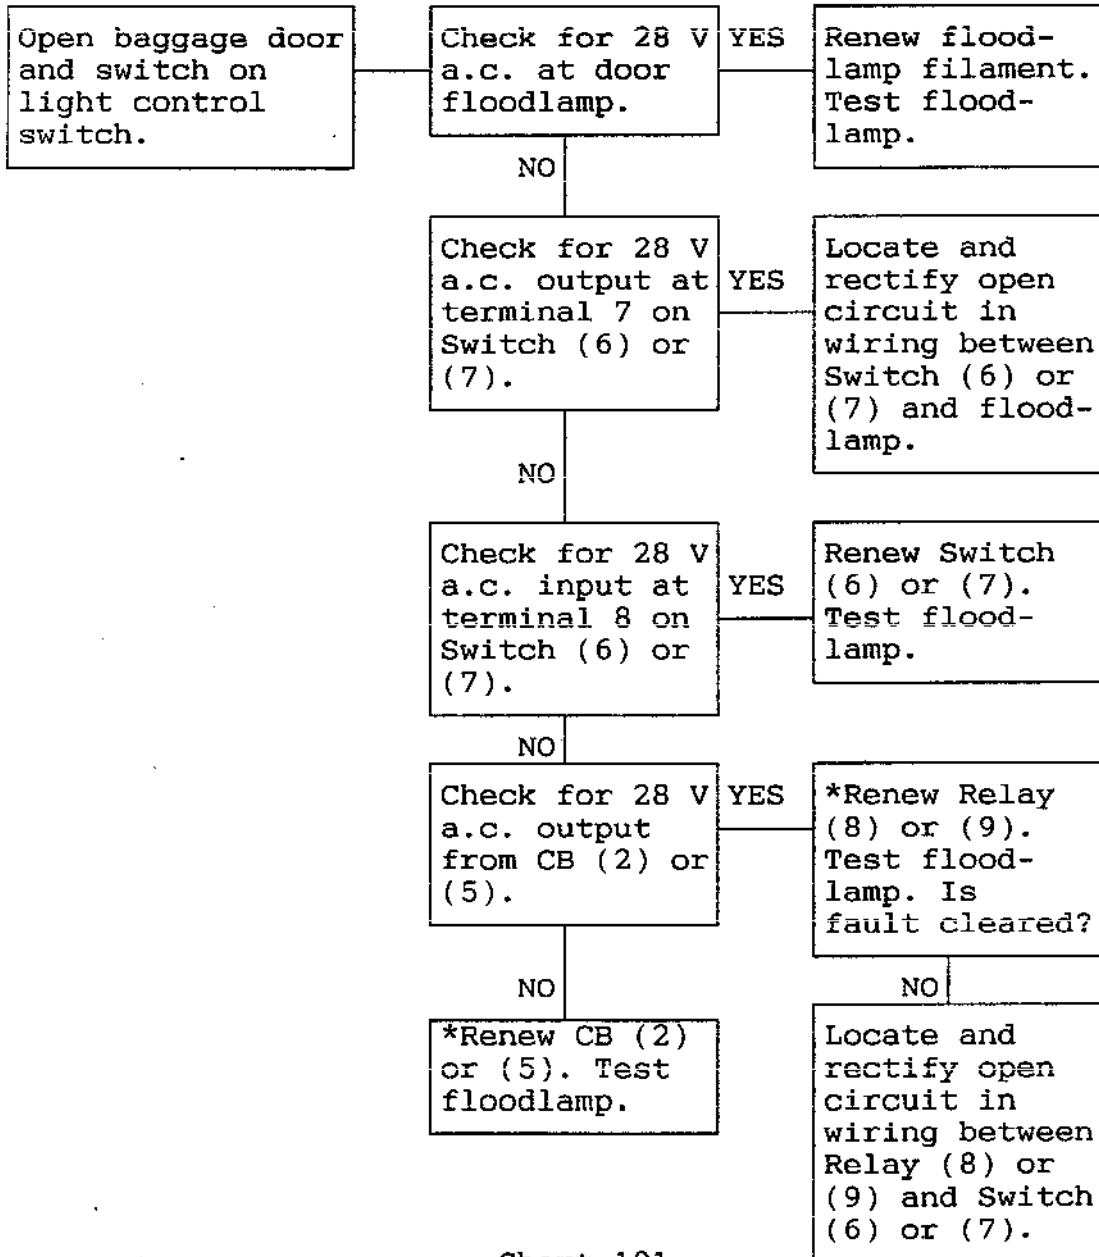 Open baggage door
and switch on
light control
switch.
Check for 28 V
a.c. at door
floodlamp.
YES
Renew flood-
lamp filament.
Test flood-
lamp.
NO
Check for 28 V
a.c. output at
terminal 7 on
Switch (6) or
(7).
YES
Locate and
rectify open
circuit in
wiring between
Switch (6) or
(7) and flood-
lamp.
NO
Check for 28 V
a.c. input at
terminal 8 on
Switch (6) or
(7).
YES
Renew Switch
(6) or (7).
Test flood-
lamp.
NO
Check for 28 V
a.c. output
from CB (2) or
(5).
YES
*Renew Relay
(8) or (9).
Test flood-
lamp. Is
fault cleared?
NO
*Renew CB (2)
or (5). Test
floodlamp.
NO
Locate and
rectify open
circuit in
wiring between
Relay (8) or
(9) and Switch
(6) or (7).
Chart 101